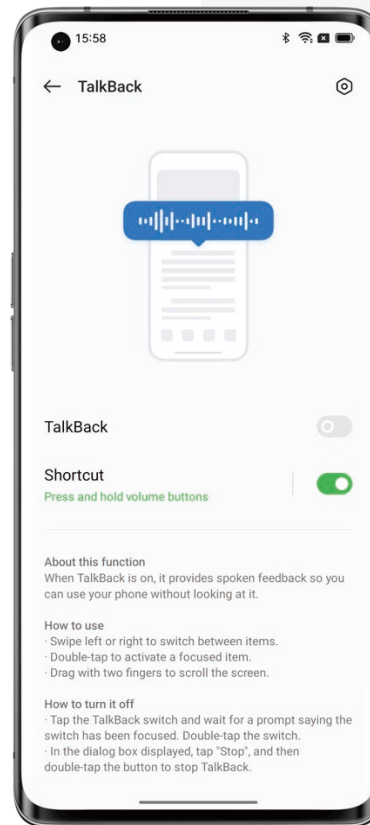 15:58
TalkBack
TalkBack
Shortcut
Press and hold volume buttons
About this function
When TalkBack is on, it provides spoken feedback so you
can use your phone without looking at it.
How to use
· Swipe left or right to switch between items.
· Double-tap to activate a focused item.
· Drag with two fingers to scroll the screen.
How to turn it off
· Tap the TalkBack switch and wait for a prompt saying the
switch has been focused. Double-tap the switch.
· In the dialog box displayed, tap "Stop", and then
double-tap the button to stop TalkBack.